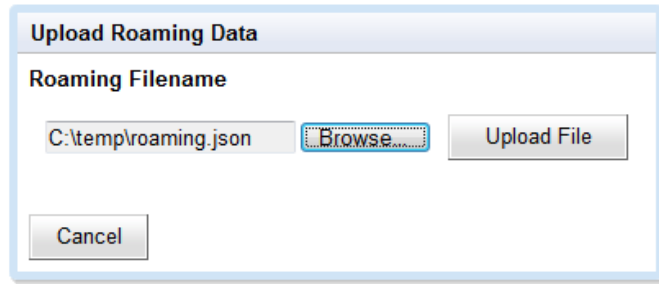 Upload Roaming Data
Roaming Filename
C:\temp\roaming.json Browse... Upload File
Cancel